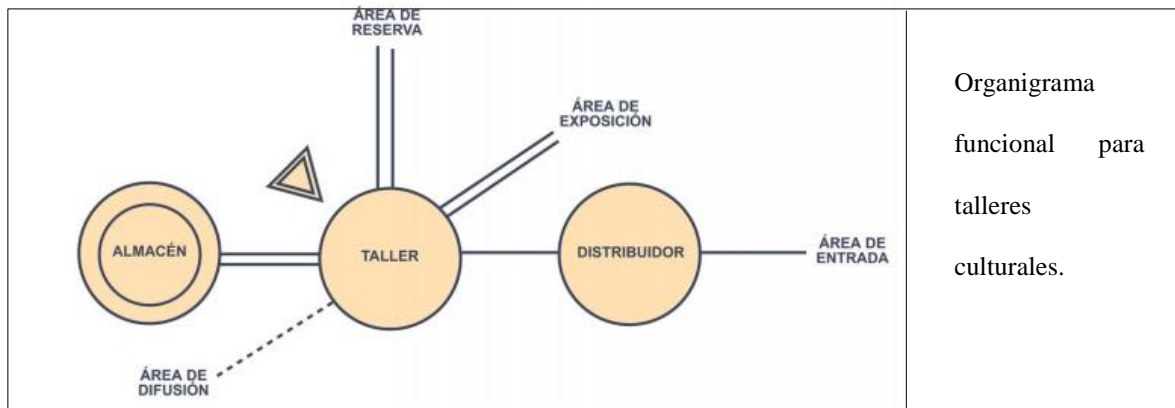 ÁREA DE
RESERVA
ÁREA DE
EXPOSICIÓN
ALMACÉN
TALLER
DISTRIBUIDOR
ÁREA DE
ENTRADA
ÁREA DE
DIFUSIÓN
Organigrama
funcional para
talleres
culturales.